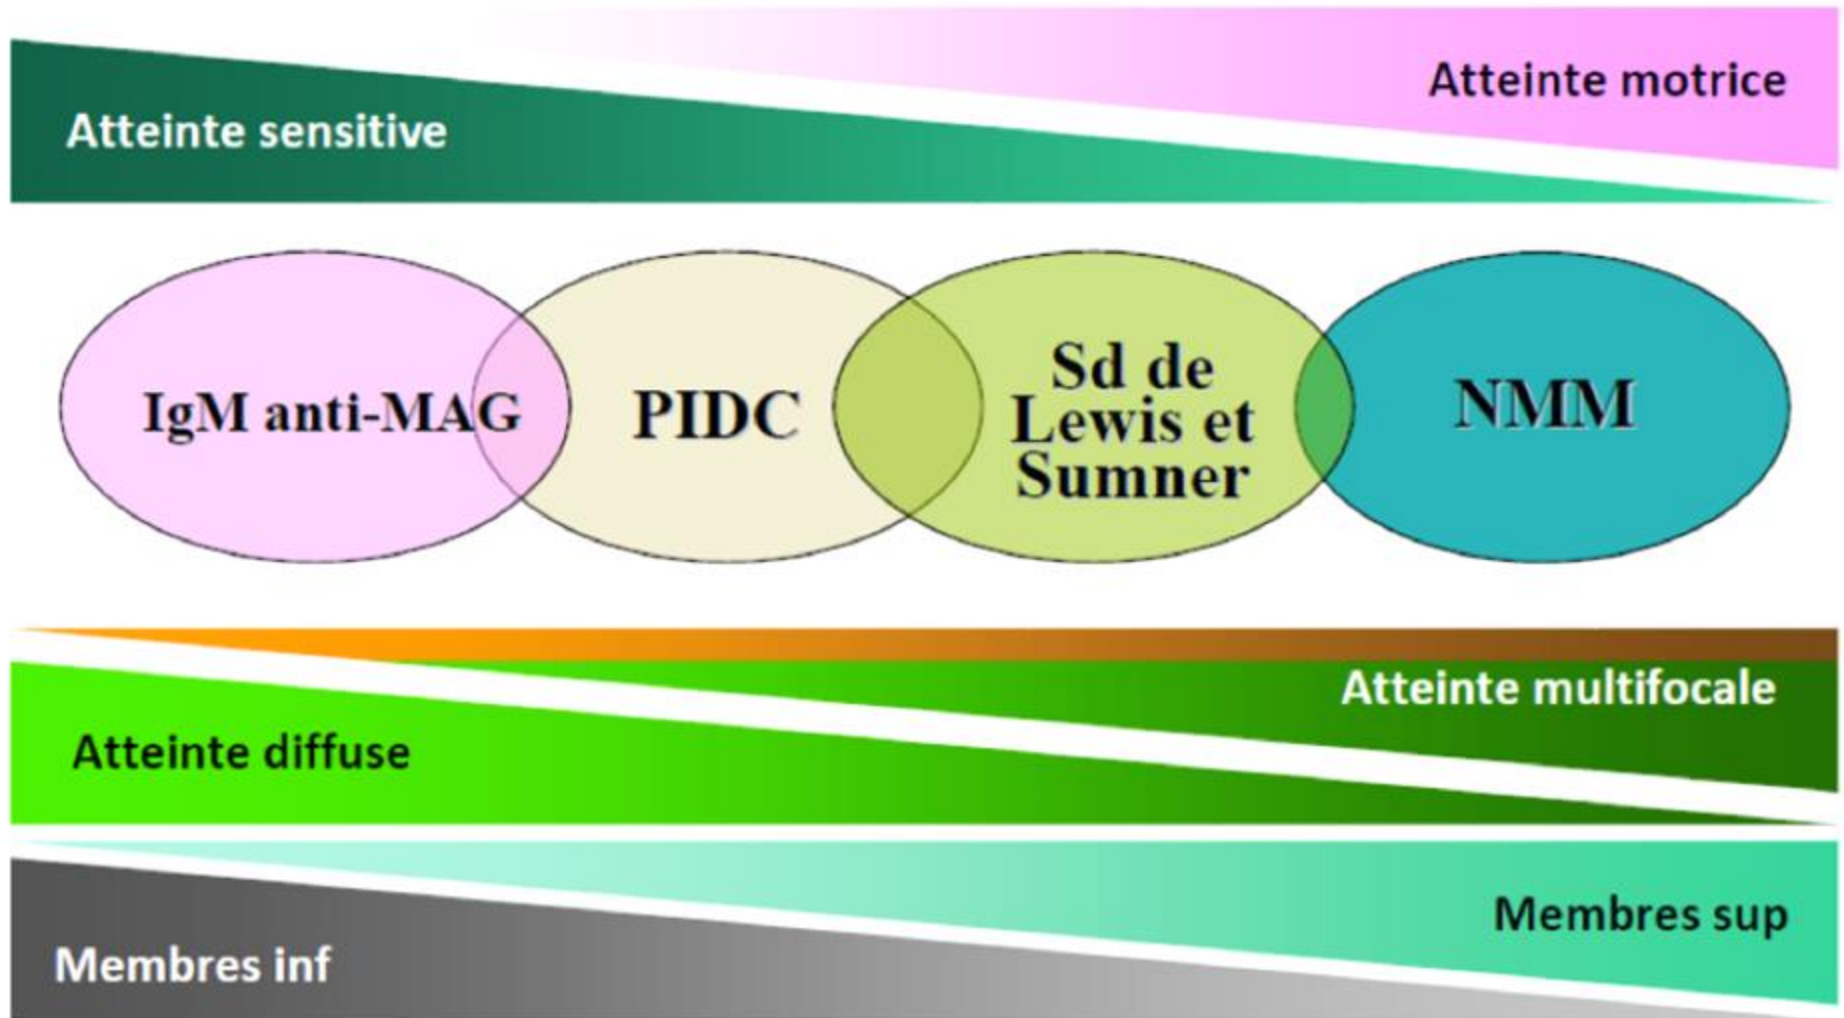 Atteinte motrice
Atteinte sensitive
IgM anti-MAG
PIDC
Sd de
Lewis et
Sumner
NMM
Atteinte multifocale
Atteinte diffuse
Membres sup
Membres inf